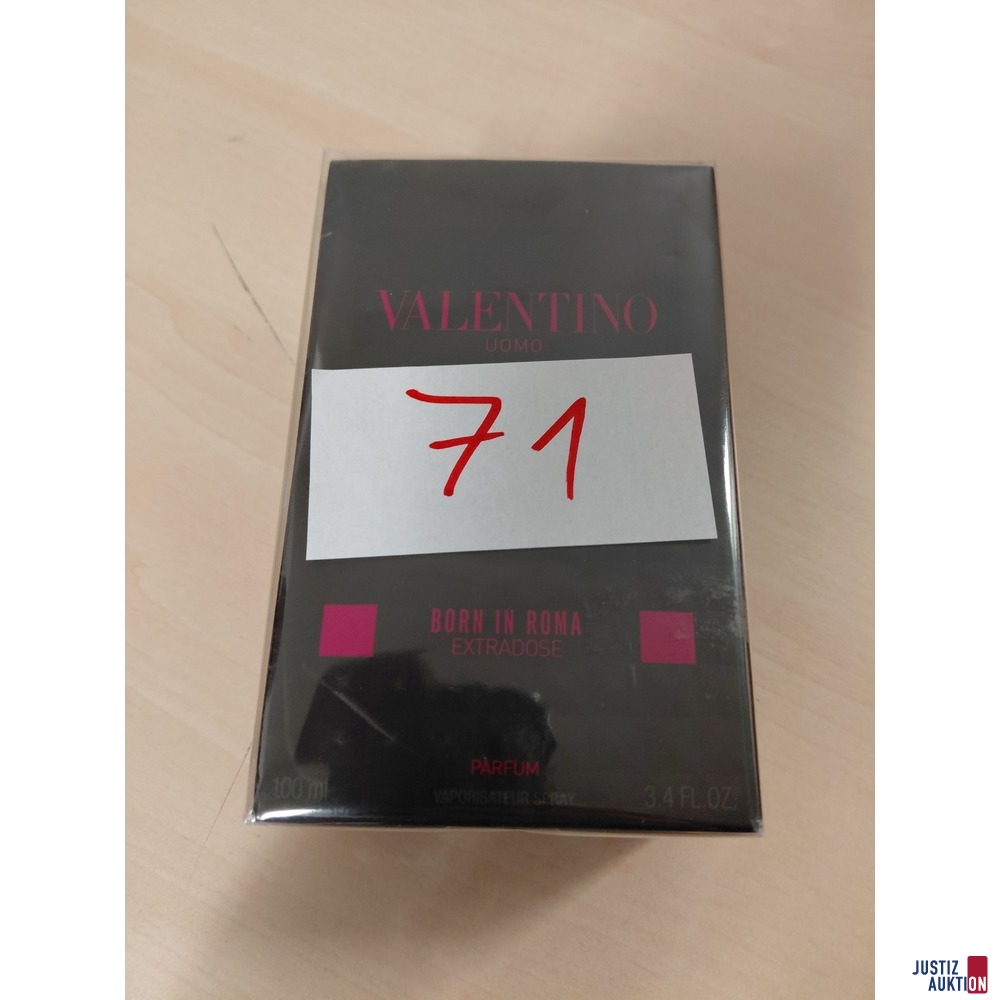 VALENTINO
UOMO
71
BORN IN ROMA
EXTRADOSE
PARFUM
100 ml VAPORISATEUR SPRAY 3.4 FL.OZ.
JUSTIZ
AUKTION